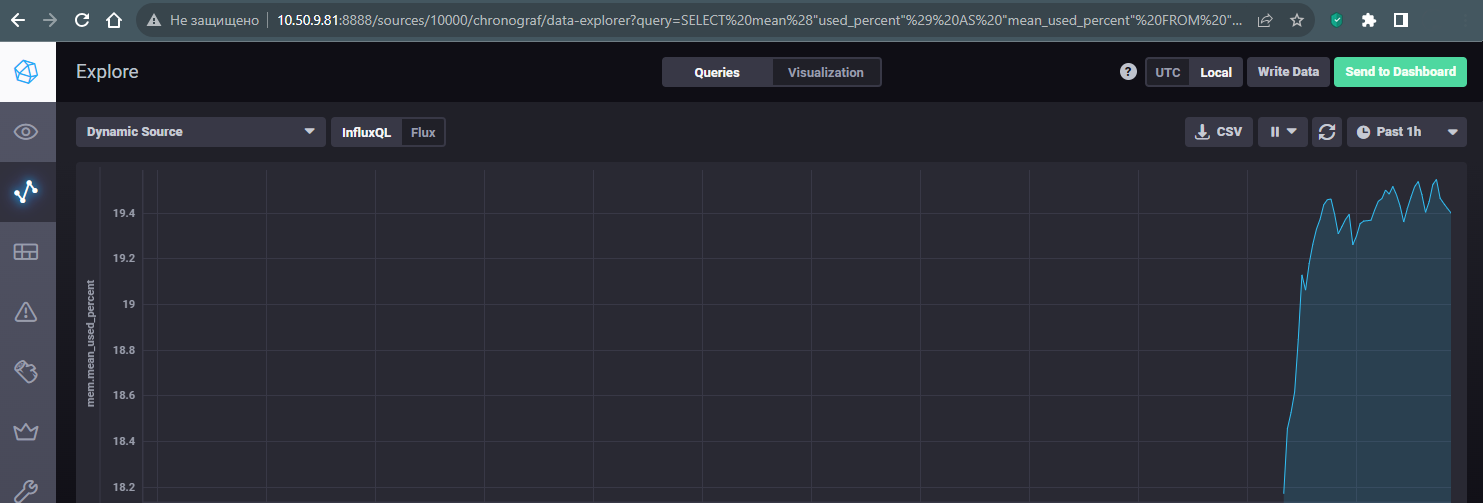 Не защищено 10.50.9.81:8888/sources/10000/chronograf/data-explorer?query=SELECT%20mean%28"used_percent"%29%20AS%20"mean_used_percent"%20FROM%20"...
Explore
Queries Visualization
? UTC Local Write Data Send to Dashboard
Dynamic Source InfluxQL Flux
CSV Past 1h
mem.mean_used_percent
19.4
19.2
19
18.8
18.6
18.4
18.2